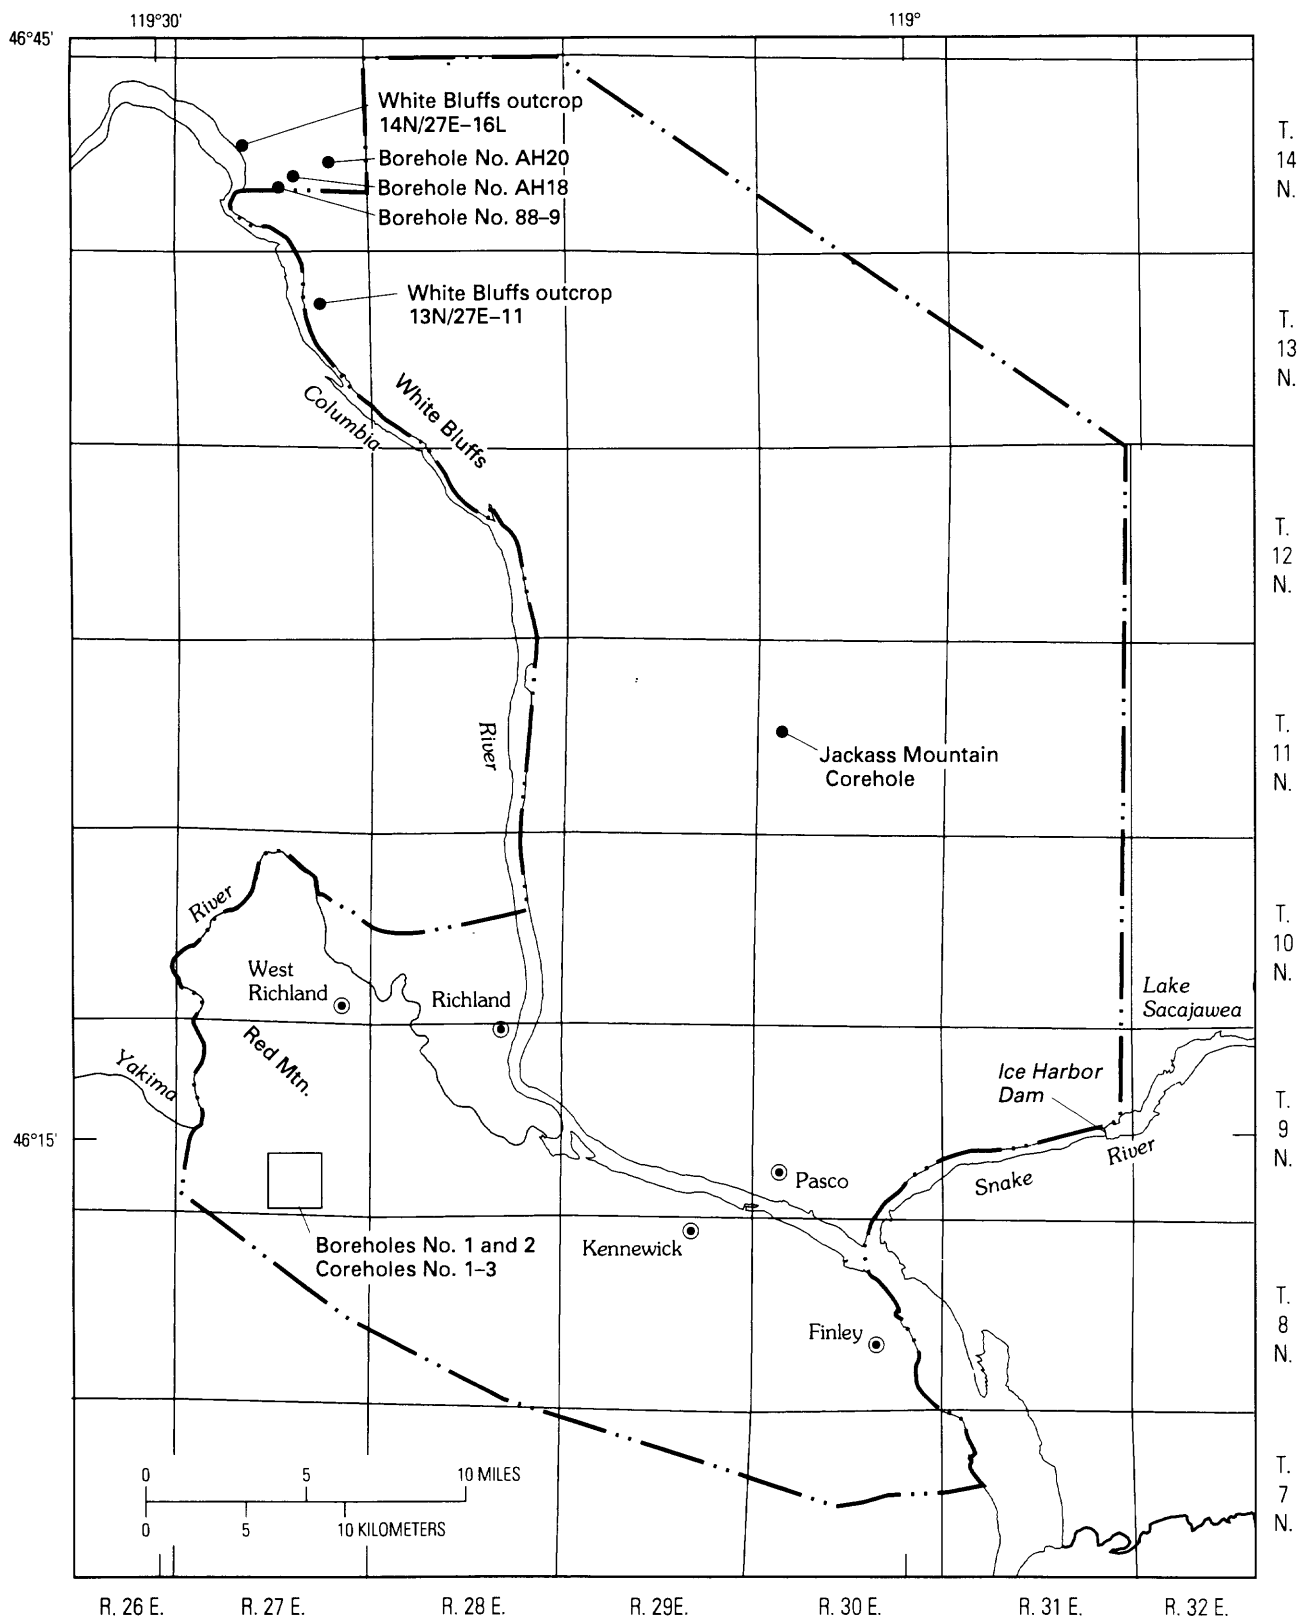 119°30'
119°
46°45'
White Bluffs outcrop
14N/27E–16L
Borehole No. AH20
Borehole No. AH18
Borehole No. 88–9
T.
14
N.
White Bluffs outcrop
13N/27E–11
T.
13
N.
White Bluffs
Columbia
T.
12
N.
River
Jackass Mountain
Corehole
T.
11
N.
River
West
Richland
Richland
T.
10
N.
Lake
Sacajawea
Red Mtn.
Yakima
Ice Harbor
Dam
46°15'
River
Snake
T.
9
N.
Pasco
Kennewick
Boreholes No. 1 and 2
Coreholes No. 1–3
Finley
T.
8
N.
0 5 10 MILES
0 5 10 KILOMETERS
T.
7
N.
R. 26 E. R. 27 E. R. 28 E. R. 29E. R. 30 E. R. 31 E. R. 32 E.